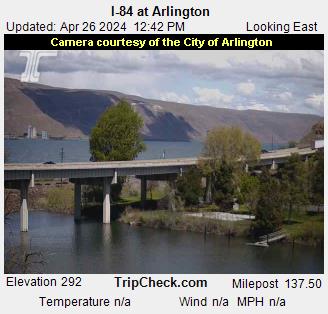 I-84 at Arlington
Updated: Apr 26 2024 12:42 PM Looking East
Camera courtesy of the City of Arlington
Elevation 292 TripCheck.com Milepost 137.50
Temperature n/a Wind n/a MPH n/a